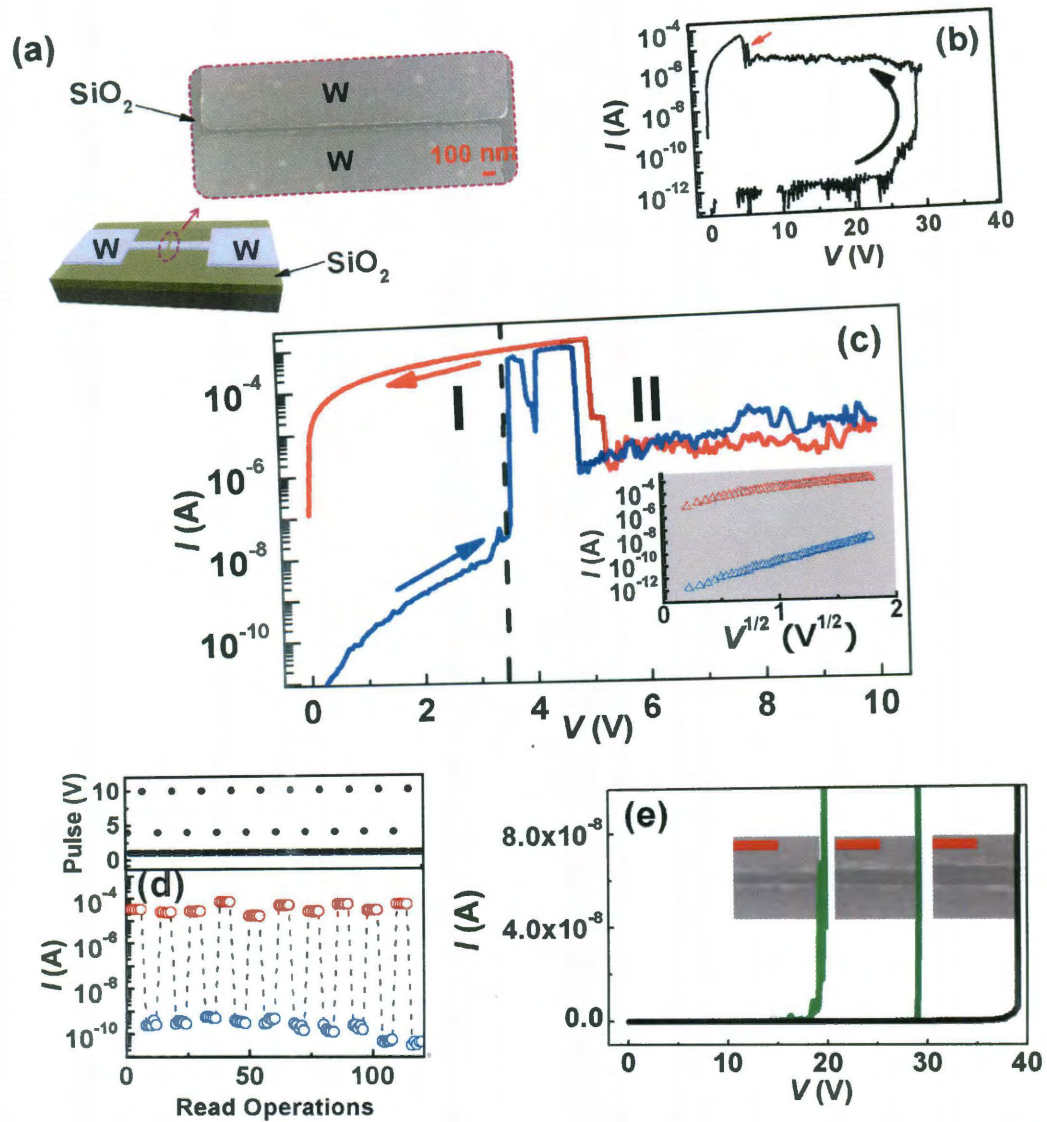 (a)
SiO2
W
W
100 nm
W
W
SiO2
(b)
I (A)
10^-4
10^-6
10^-8
10^-10
10^-12
0
10
20
30
40
V (V)
(c)
I
II
I (A)
10^-4
10^-6
10^-8
10^-10
0
2
4
6
8
10
V (V)
I (A)
10^-4
10^-6
10^-8
10^-10
10^-12
0
1
2
V^1/2 (V^1/2)
Pulse (V)
10
5
0
(d)
I (A)
10^-4
10^-6
10^-8
10^-10
0
50
100
Read Operations
(e)
I (A)
8.0x10^-8
4.0x10^-8
0.0
0
10
20
30
40
V (V)